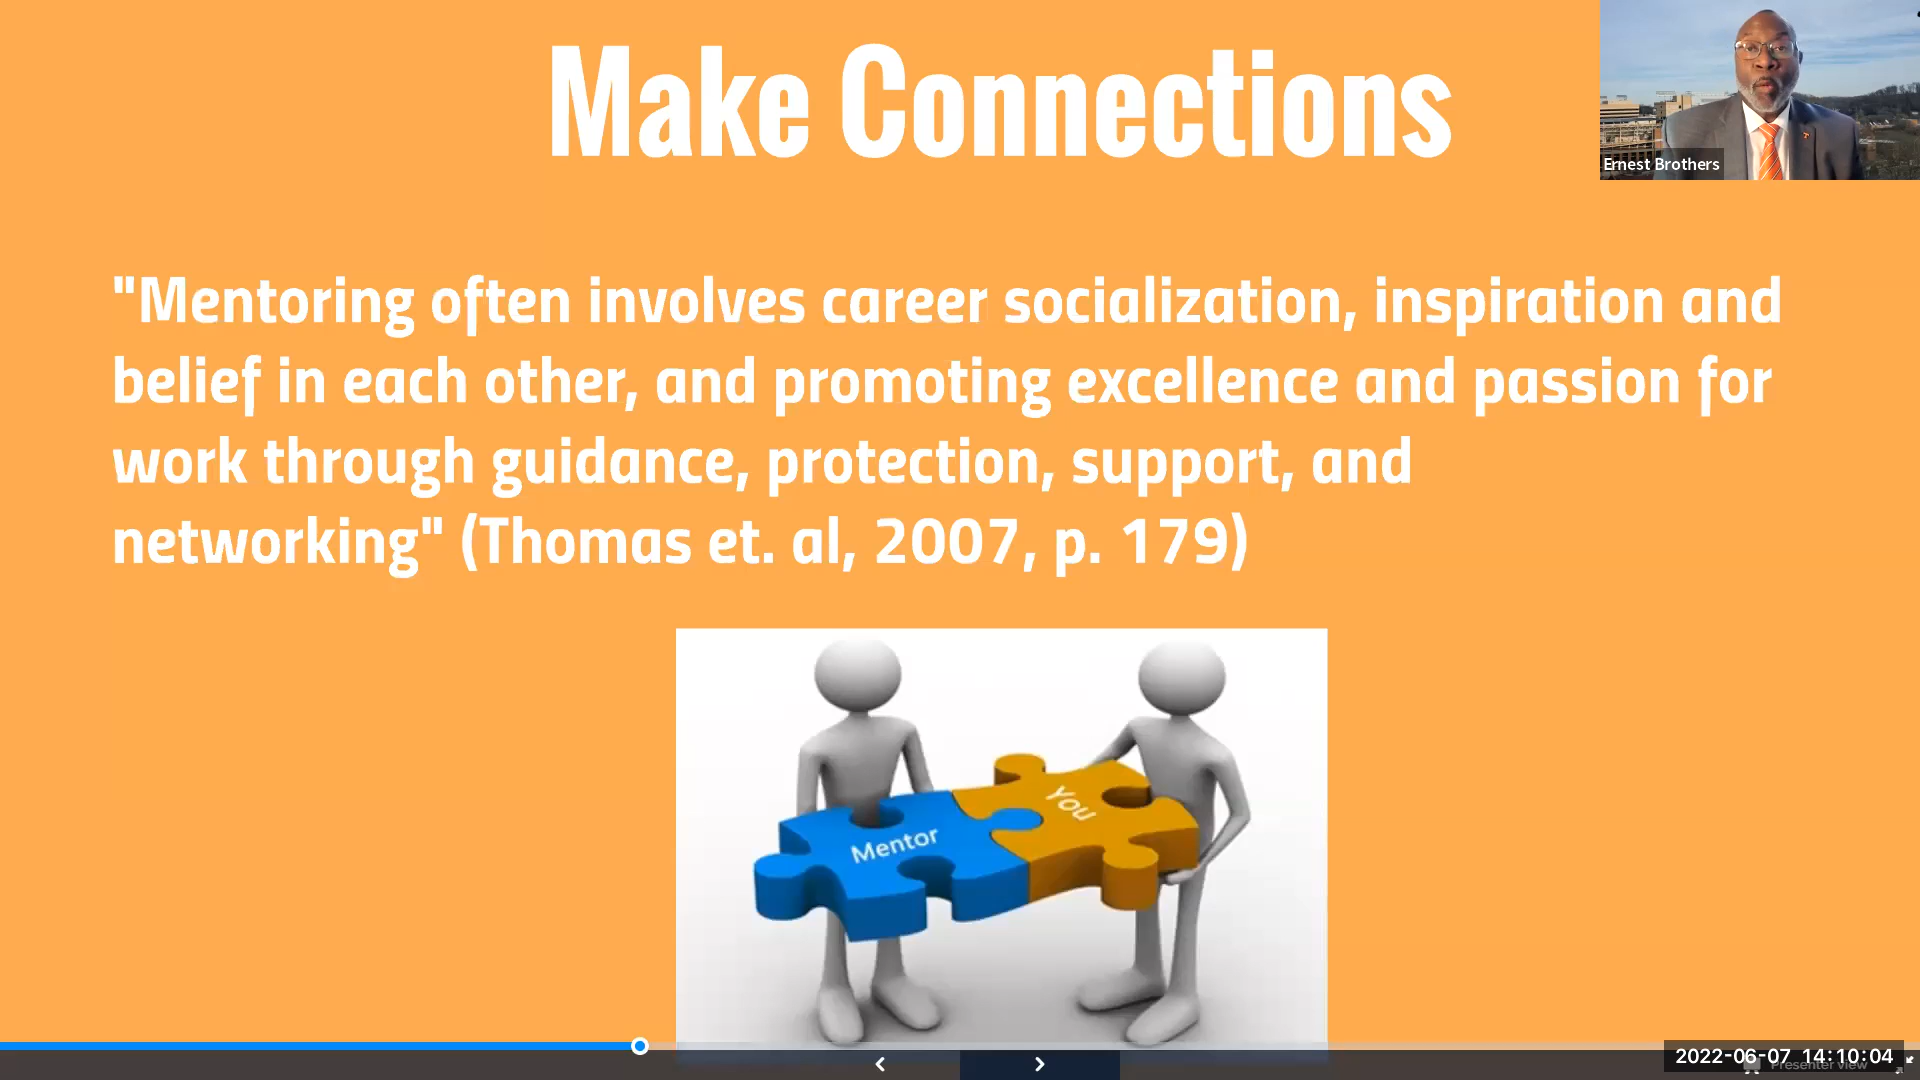 Make Connections
Ernest Brothers
"Mentoring often involves career socialization, inspiration and
belief in each other, and promoting excellence and passion for
work through guidance, protection, support, and
networking" (Thomas et. al, 2007, p. 179)
Mentor
You
2022-06-07 14:10:04
Presenter view